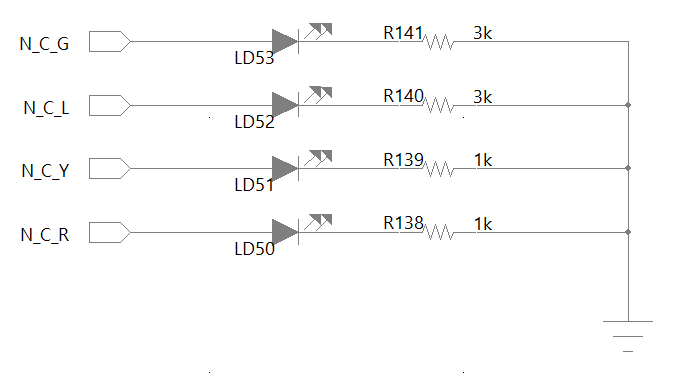 N_C_G LD53 R141 3k
N_C_L LD52 R140 3k
N_C_Y LD51 R139 1k
N_C_R LD50 R138 1k